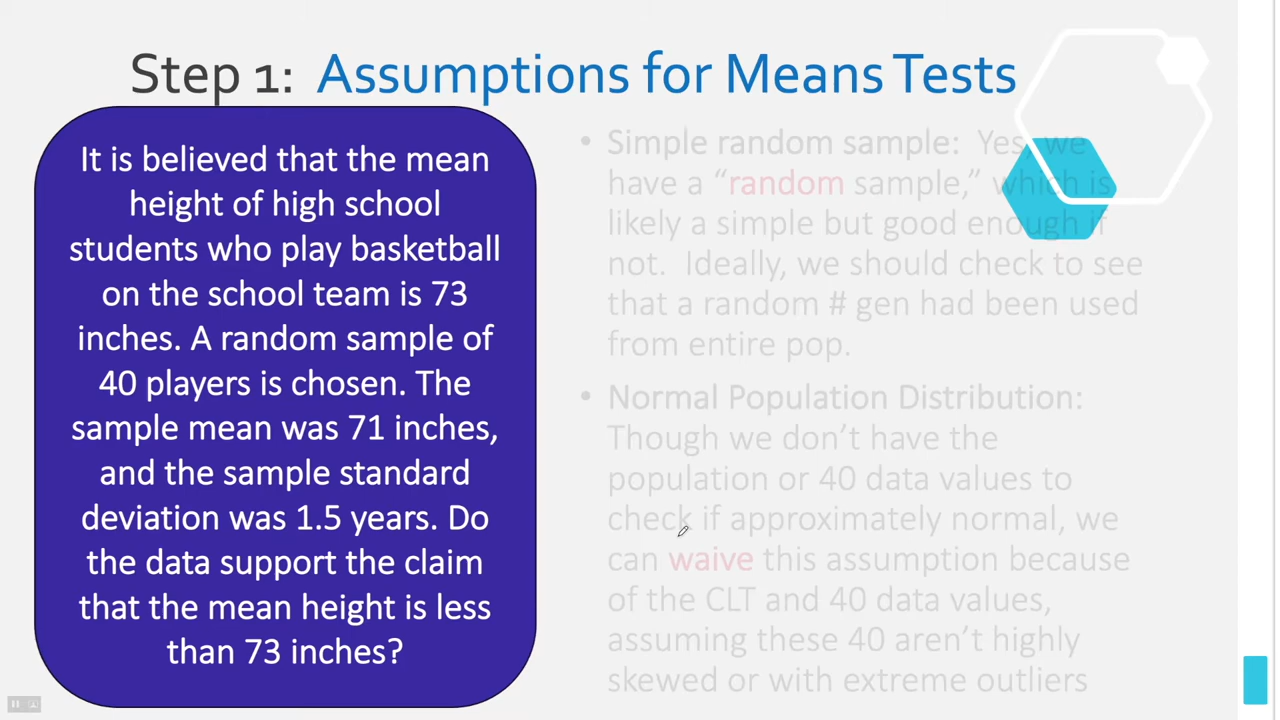 Step 1: Assumptions for Means Tests
It is believed that the mean
height of high school
students who play basketball
on the school team is 73
inches. A random sample of
40 players is chosen. The
sample mean was 71 inches,
and the sample standard
deviation was 1.5 years. Do
the data support the claim
that the mean height is less
than 73 inches?
• Simple random sample: Yes, we
have a “random sample,” which is
likely a simple but good enough if
not. Ideally, we should check to see
that a random # gen had been used
from entire pop.
• Normal Population Distribution:
Though we don’t have the
population or 40 data values to
check if approximately normal, we
can waive this assumption because
of the CLT and 40 data values,
assuming these 40 aren’t highly
skewed or with extreme outliers